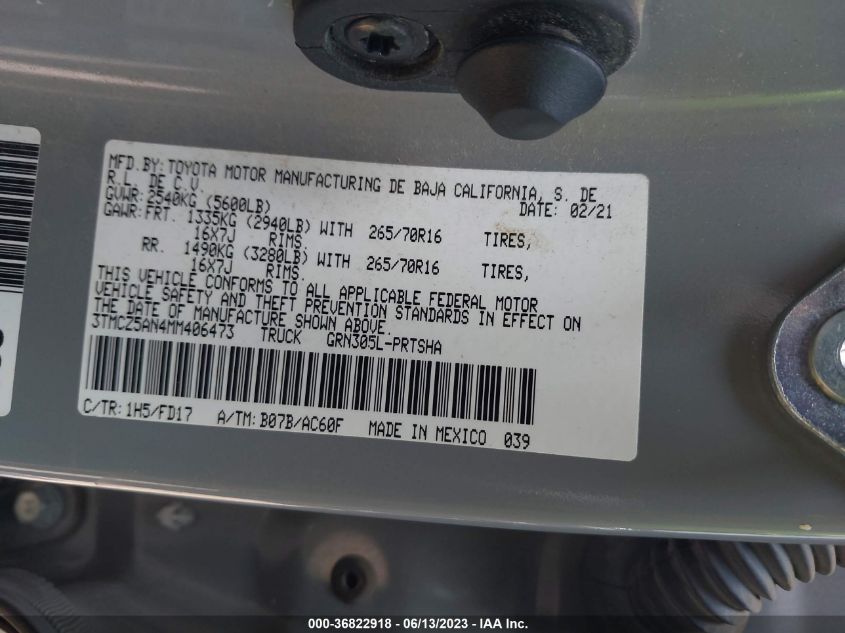 MFD.BY:TOYOTA MOTOR MANUFACTURING DE BAJA CALIFORNIA, S. DE
R.L. DE C.V. DATE: 02/21
GVWR: 2540KG (5600LB)
GAWR:FRT. 1335KG (2940LB) WITH 265/70R16 TIRES,
16X7J RIMS.
RR. 1490KG (3280LB) WITH 265/70R16 TIRES,
16X7J RIMS.
THIS VEHICLE CONFORMS TO ALL APPLICABLE FEDERAL MOTOR
VEHICLE SAFETY AND THEFT PREVENTION STANDARDS IN EFFECT ON
THE DATE OF MANUFACTURE SHOWN ABOVE.
3TMCZ5AN4MM406473 TRUCK GRN305L-PRTSHA
C/TR:1H5/FD17 A/TM:B07B/AC60F MADE IN MEXICO 039
000-36822918 - 06/13/2023 - IAA Inc.